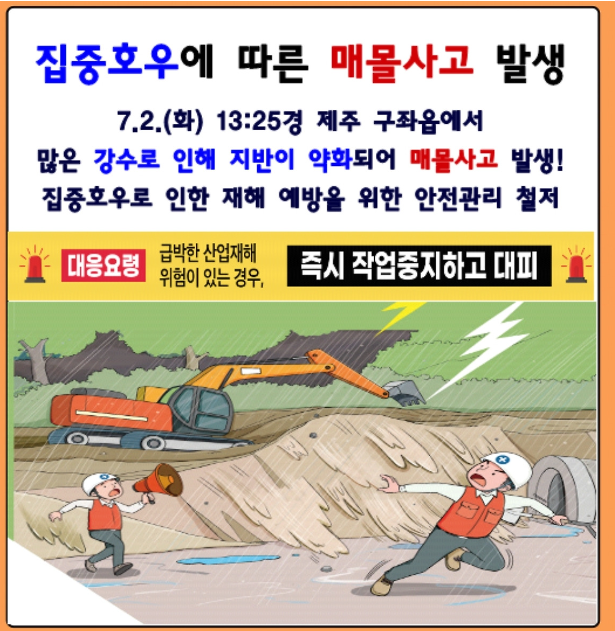 집중호우에 따른 매몰사고 발생
7.2.(화) 13:25경 제주 구좌읍에서
많은 강수로 인해 지반이 약화되어 매몰사고 발생!
집중호우로 인한 재해 예방을 위한 안전관리 철저
대응요령
급박한 산업재해
위험이 있는 경우,
즉시 작업중지하고 대피